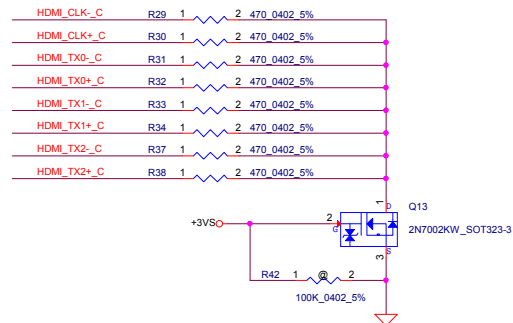 HDMI_CLK-_C R29 1 2 470_0402_5%
HDMI_CLK+_C R30 1 2 470_0402_5%
HDMI_TX0-_C R31 1 2 470_0402_5%
HDMI_TX0+_C R32 1 2 470_0402_5%
HDMI_TX1-_C R33 1 2 470_0402_5%
HDMI_TX1+_C R34 1 2 470_0402_5%
HDMI_TX2-_C R37 1 2 470_0402_5%
HDMI_TX2+_C R38 1 2 470_0402_5%
1 D Q13
+3VS 2 G 2N7002KW_SOT323-3
3 S
R42 1 @ 2
100K_0402_5%